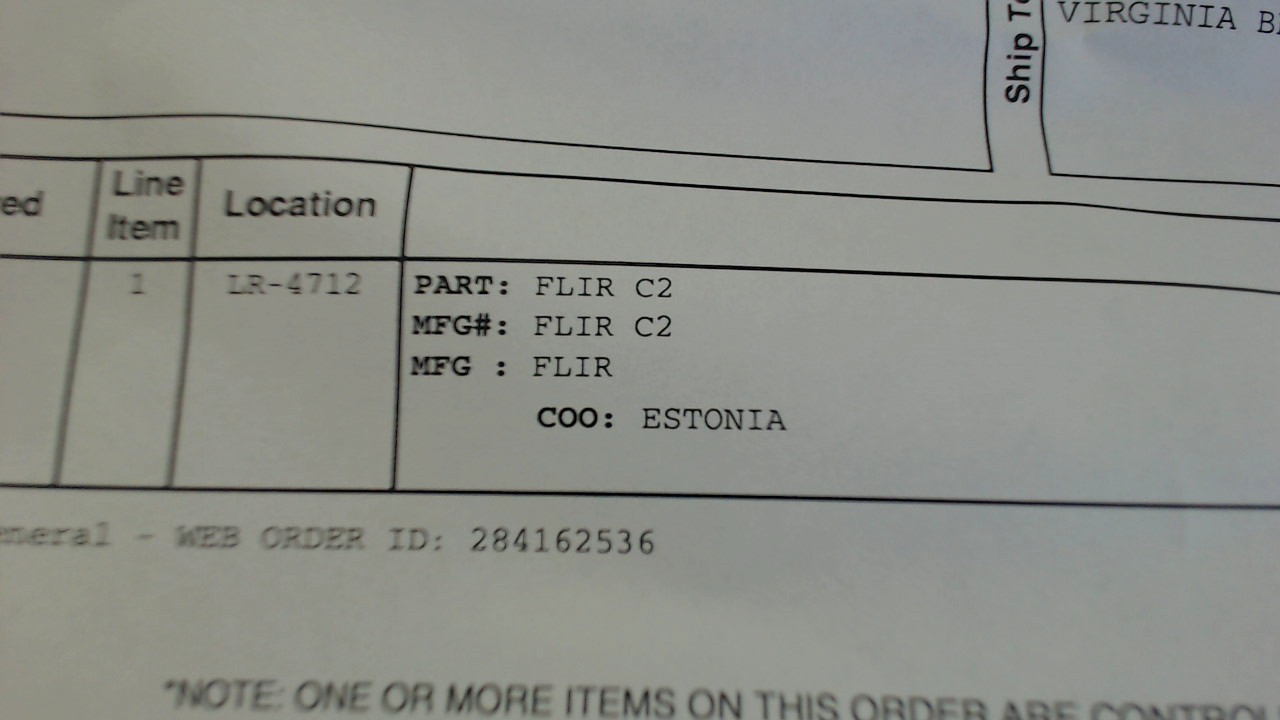 Ship To
VIRGINIA
Line Item
Location
1
LR-4712
PART: FLIR C2
MFG#: FLIR C2
MFG : FLIR
COO: ESTONIA
- WEB ORDER ID: 284162536
*NOTE: ONE OR MORE ITEMS ON THIS ORDER ARE